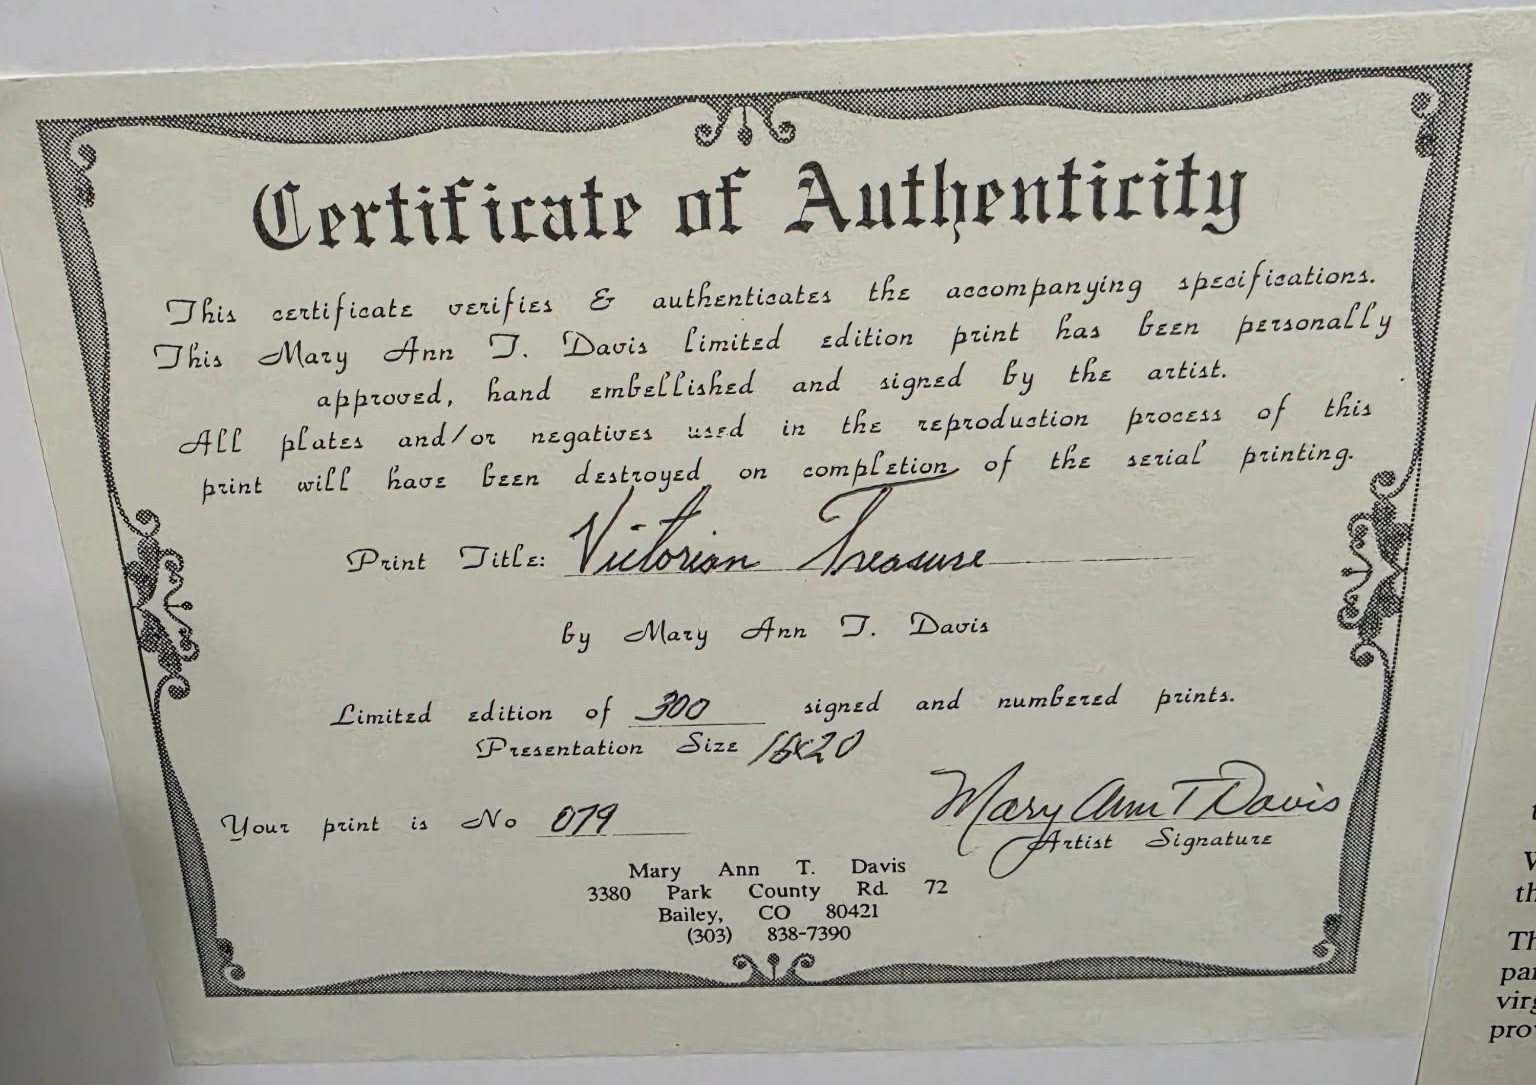 Certificate of Authenticity
This certificate verifies & authenticates the accompanying specifications.
This Mary Ann T. Davis limited edition print has been personally
approved, hand embellished and signed by the artist.
All plates and/or negatives used in the reproduction process of this
print will have been destroyed on completion of the serial printing.
Print Title: Victorian Treasure
by Mary Ann T. Davis
Limited edition of 300 signed and numbered prints.
Presentation Size 16x20
Your print is No 079
Mary Ann T Davis
Artist Signature
Mary Ann T. Davis
3380 Park County Rd. 72
Bailey, CO 80421
(303) 838-7390